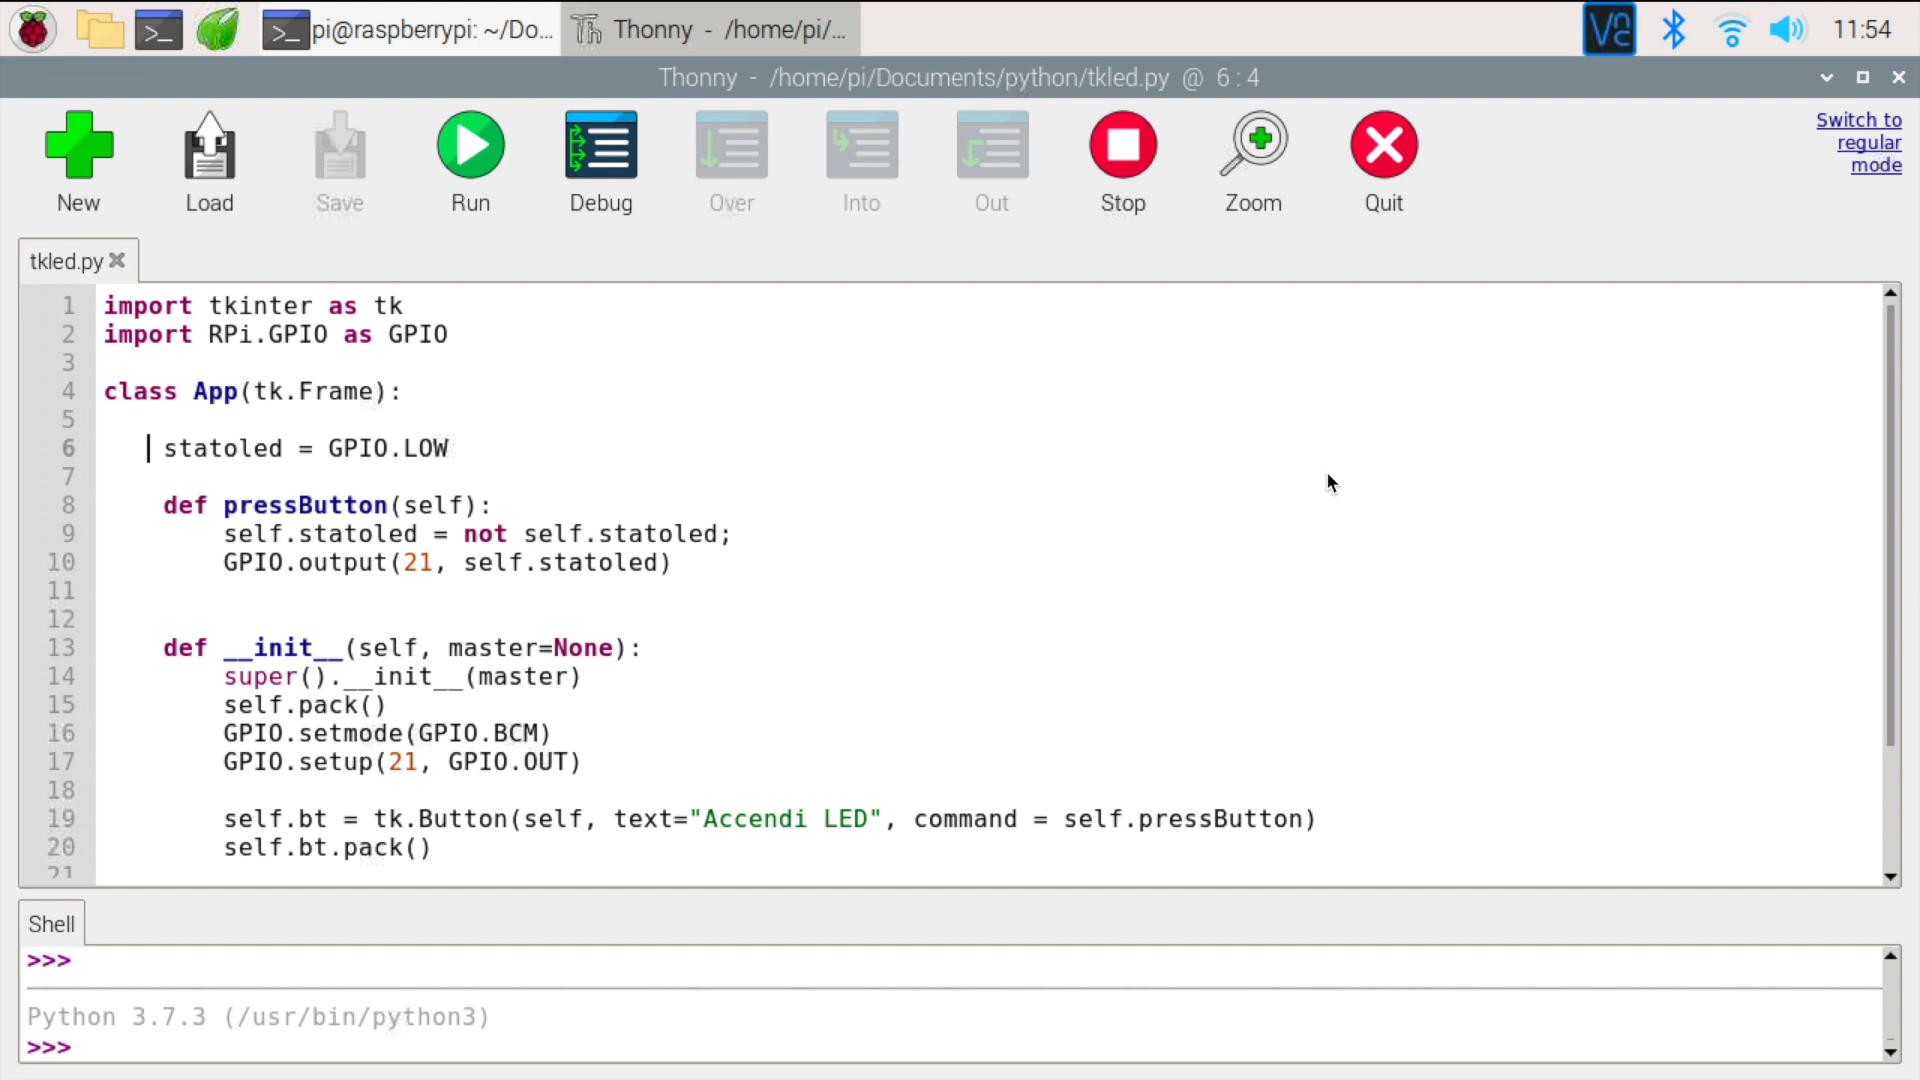 pi@raspberrypi: ~/Do...
Thonny - /home/pi/...
11:54
Thonny - /home/pi/Documents/python/tkled.py @ 6 : 4
New
Load
Save
Run
Debug
Over
Into
Out
Stop
Zoom
Quit
Switch to
regular
mode
tkled.py
1 import tkinter as tk
2 import RPi.GPIO as GPIO
3
4 class App(tk.Frame):
5
6     statoled = GPIO.LOW
7
8     def pressButton(self):
9         self.statoled = not self.statoled;
10         GPIO.output(21, self.statoled)
11
12
13     def __init__(self, master=None):
14         super().__init__(master)
15         self.pack()
16         GPIO.setmode(GPIO.BCM)
17         GPIO.setup(21, GPIO.OUT)
18
19         self.bt = tk.Button(self, text="Accendi LED", command = self.pressButton)
20         self.bt.pack()
21
Shell
>>>
Python 3.7.3 (/usr/bin/python3)
>>>